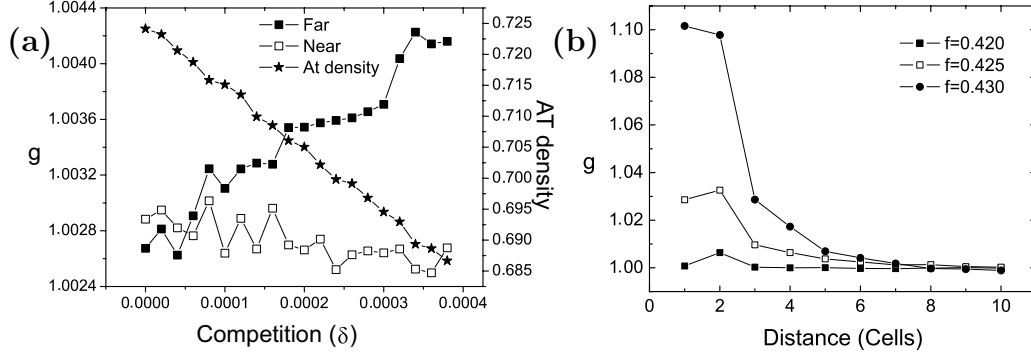 (a)
1.0044
1.0040
1.0036
g
1.0032
1.0028
1.0024
Far
Near
At density
0.725
0.720
0.715
0.710
0.705
0.700
0.695
0.690
0.685
AT density
0.0000 0.0001 0.0002 0.0003 0.0004
Competition (δ)
(b)
1.10
1.08
1.06
g
1.04
1.02
1.00
f=0.420
f=0.425
f=0.430
0 2 4 6 8 10
Distance (Cells)